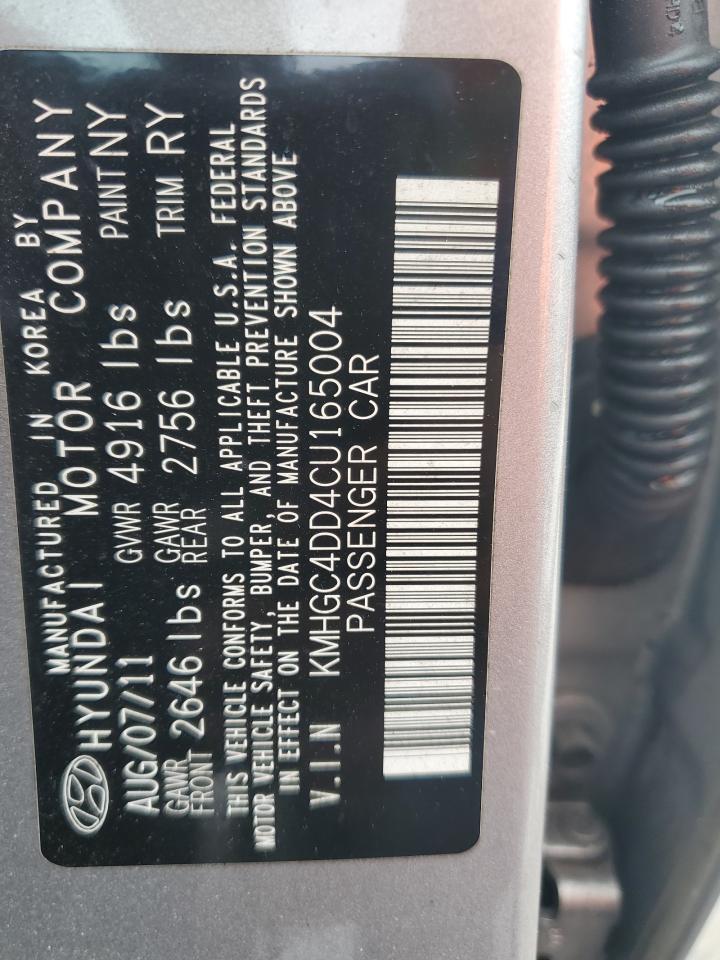 MANUFACTURED IN KOREA BY
HYUNDAI MOTOR COMPANY
AUG/07/11 GVWR 4916 lbs PAINT NY
GAWR FRONT 2646 lbs GAWR REAR 2756 lbs TRIM RY
THIS VEHICLE CONFORMS TO ALL APPLICABLE U.S.A. FEDERAL
MOTOR VEHICLE SAFETY, BUMPER, AND THEFT PREVENTION STANDARDS
IN EFFECT ON THE DATE OF MANUFACTURE SHOWN ABOVE
V.I.N KMHGC4DD4CU165004
PASSENGER CAR